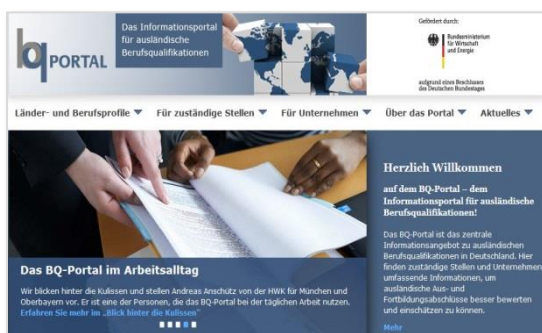 bq PORTAL
Das Informationsportal
für ausländische
Berufsqualifikationen
Gefördert durch:
Bundesministerium
für Wirtschaft
und Energie
aufgrund eines Beschlusses
des Deutschen Bundestages
Länder- und Berufsprofile
Für zuständige Stellen
Für Unternehmen
Über das Portal
Aktuelles
Das BQ-Portal im Arbeitsalltag
Wir blicken hinter die Kulissen und stellen Andreas Anschütz von der HWK für München und
Oberbayern vor. Er ist eine der Personen, die das BQ-Portal bei der täglichen Arbeit nutzen.
Erfahren Sie mehr im „Blick hinter die Kulissen"
Herzlich Willkommen
auf dem BQ-Portal – dem
Informationsportal für ausländische
Berufsqualifikationen!
Das BQ-Portal ist das zentrale
Informationsangebot zu ausländischen
Berufsqualifikationen in Deutschland. Hier
finden zuständige Stellen und Unternehmen
umfassende Informationen, um
ausländische Aus- und
Fortbildungsabschlüsse besser bewerten
und einschätzen zu können.
Mehr